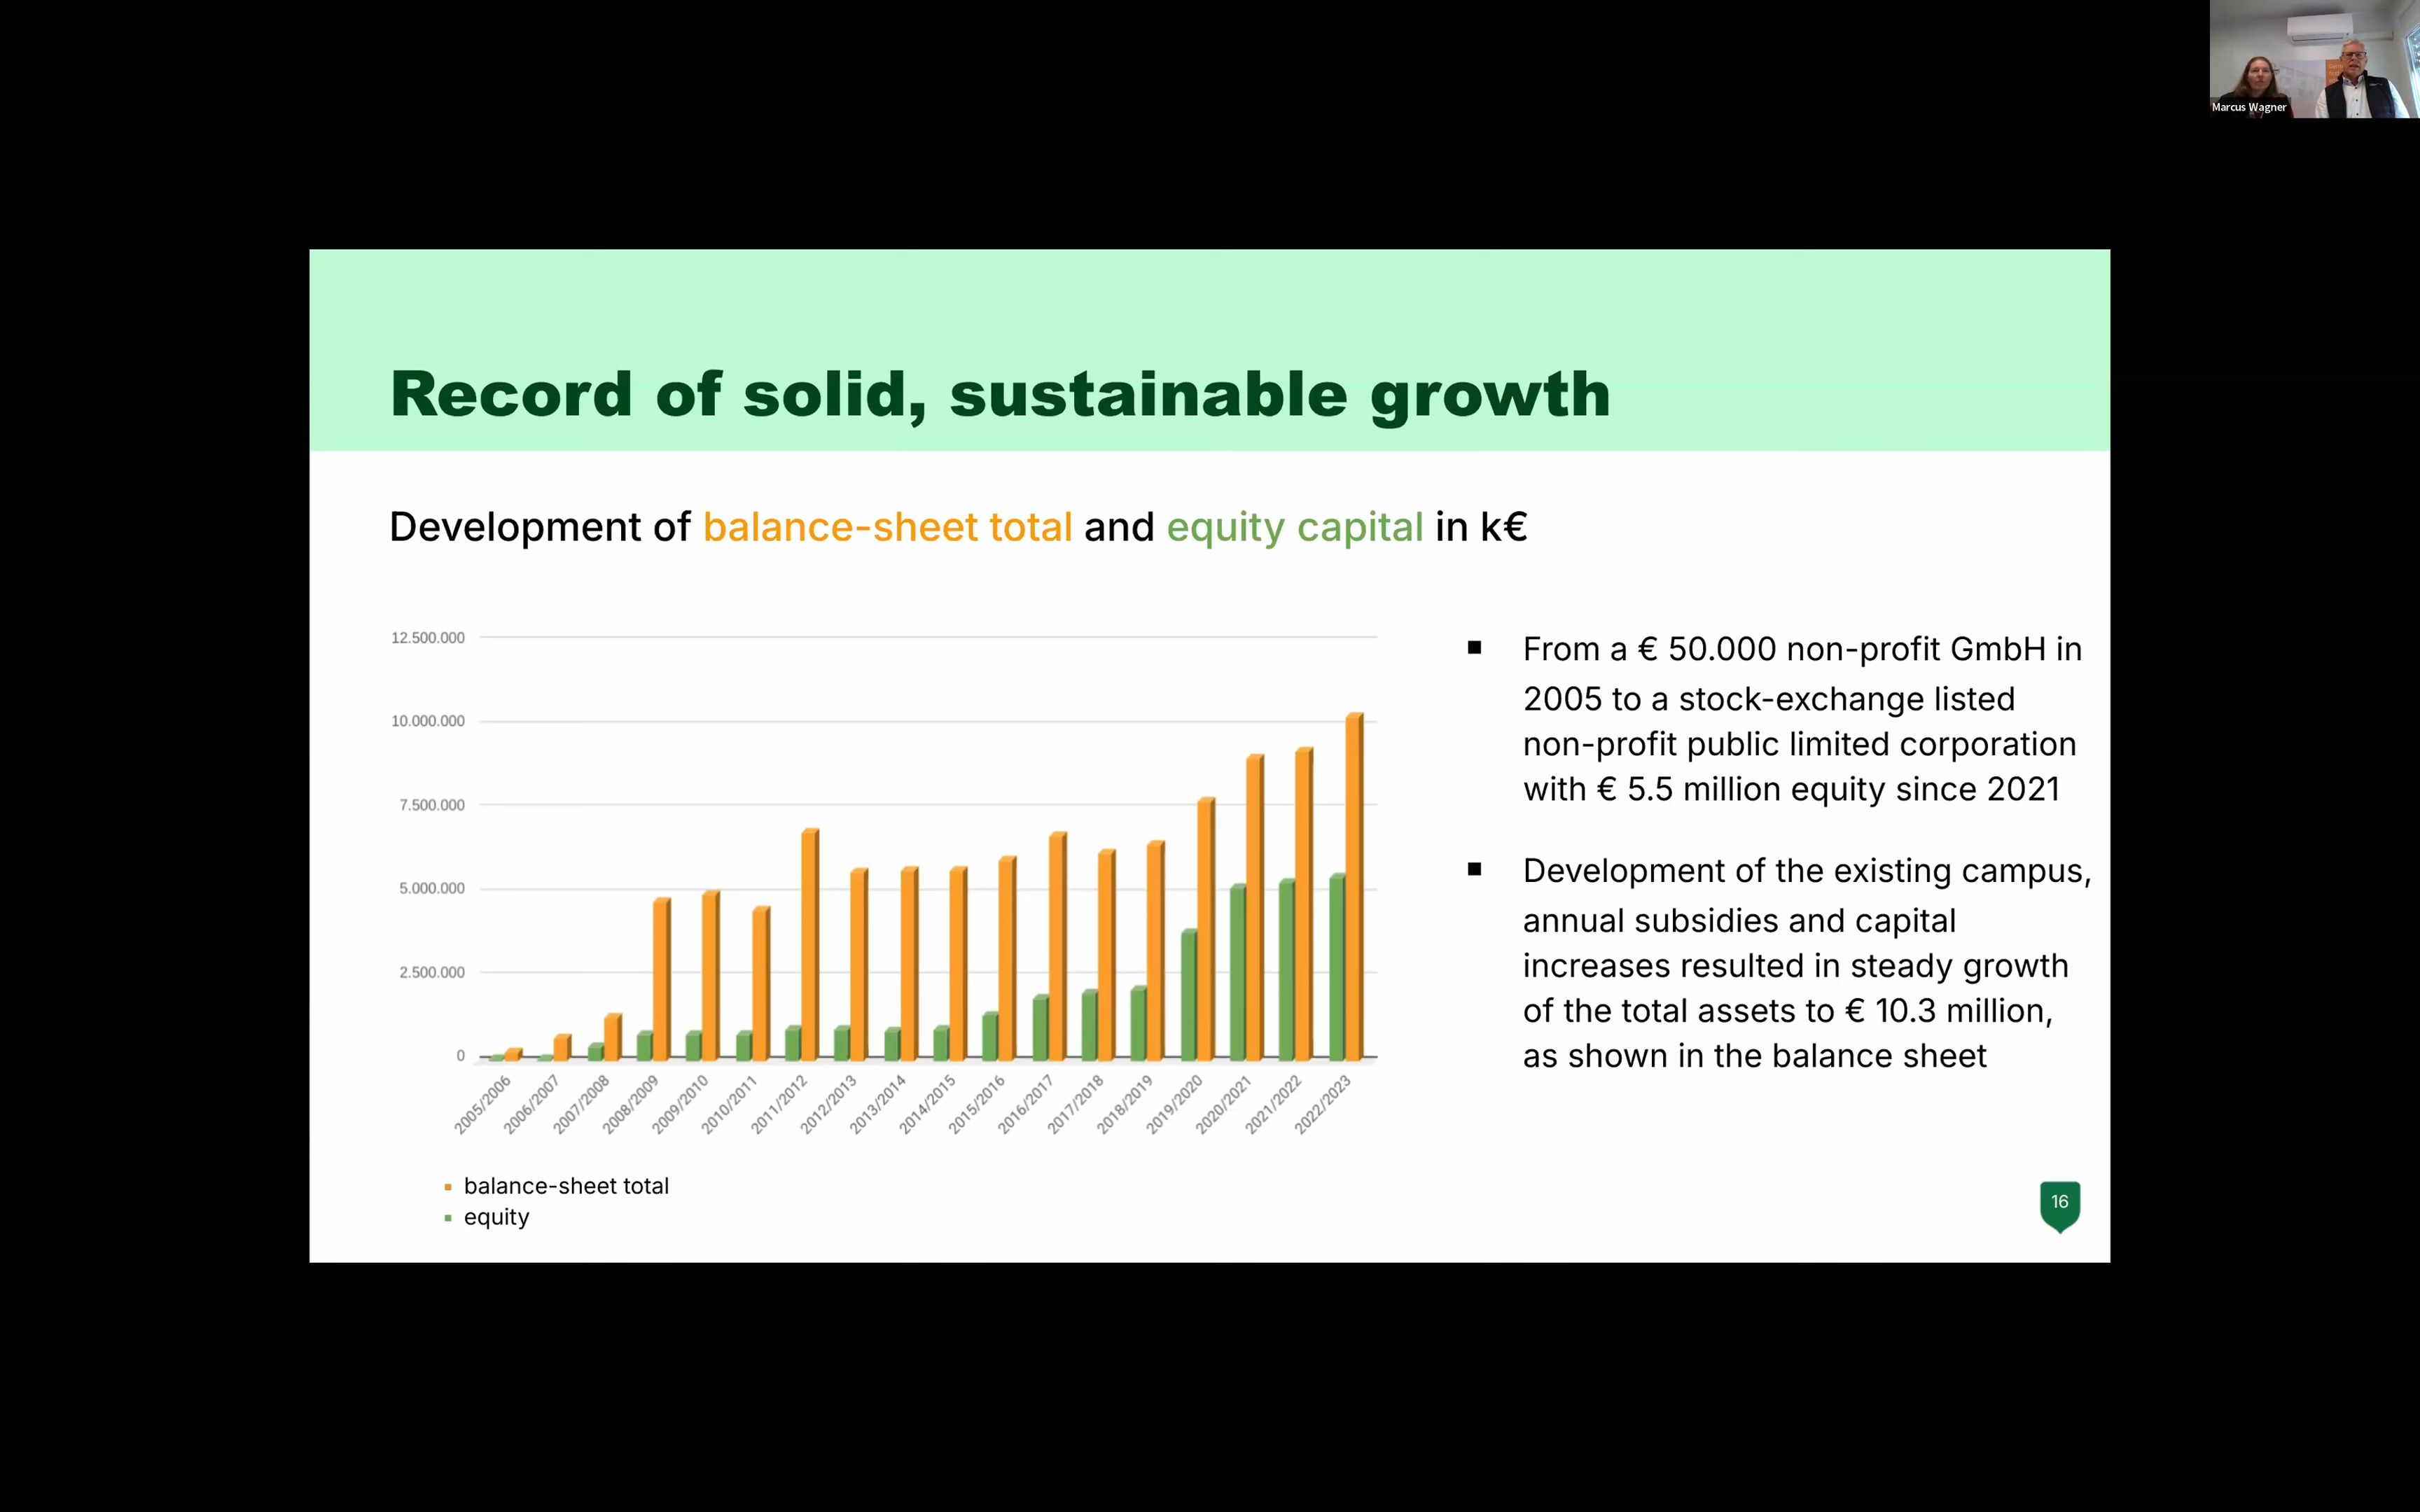 Marcus Wagner
Record of solid, sustainable growth
Development of balance-sheet total and equity capital in k€
12.500.000
10.000.000
7.500.000
5.000.000
2.500.000
0
2005/2006
2006/2007
2007/2008
2008/2009
2009/2010
2010/2011
2011/2012
2012/2013
2013/2014
2014/2015
2015/2016
2016/2017
2017/2018
2018/2019
2019/2020
2020/2021
2021/2022
2022/2023
balance-sheet total
equity
■ From a € 50.000 non-profit GmbH in
2005 to a stock-exchange listed
non-profit public limited corporation
with € 5.5 million equity since 2021
■ Development of the existing campus,
annual subsidies and capital
increases resulted in steady growth
of the total assets to € 10.3 million,
as shown in the balance sheet
16